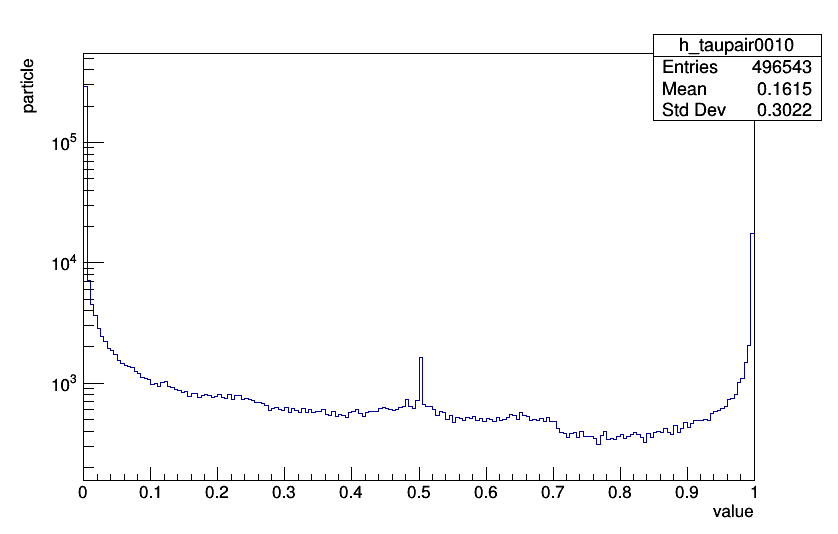 h_taupair0010
Entries 496543
Mean 0.1615
Std Dev 0.3022
particle
10^5
10^4
10^3
0 0.1 0.2 0.3 0.4 0.5 0.6 0.7 0.8 0.9 1
value